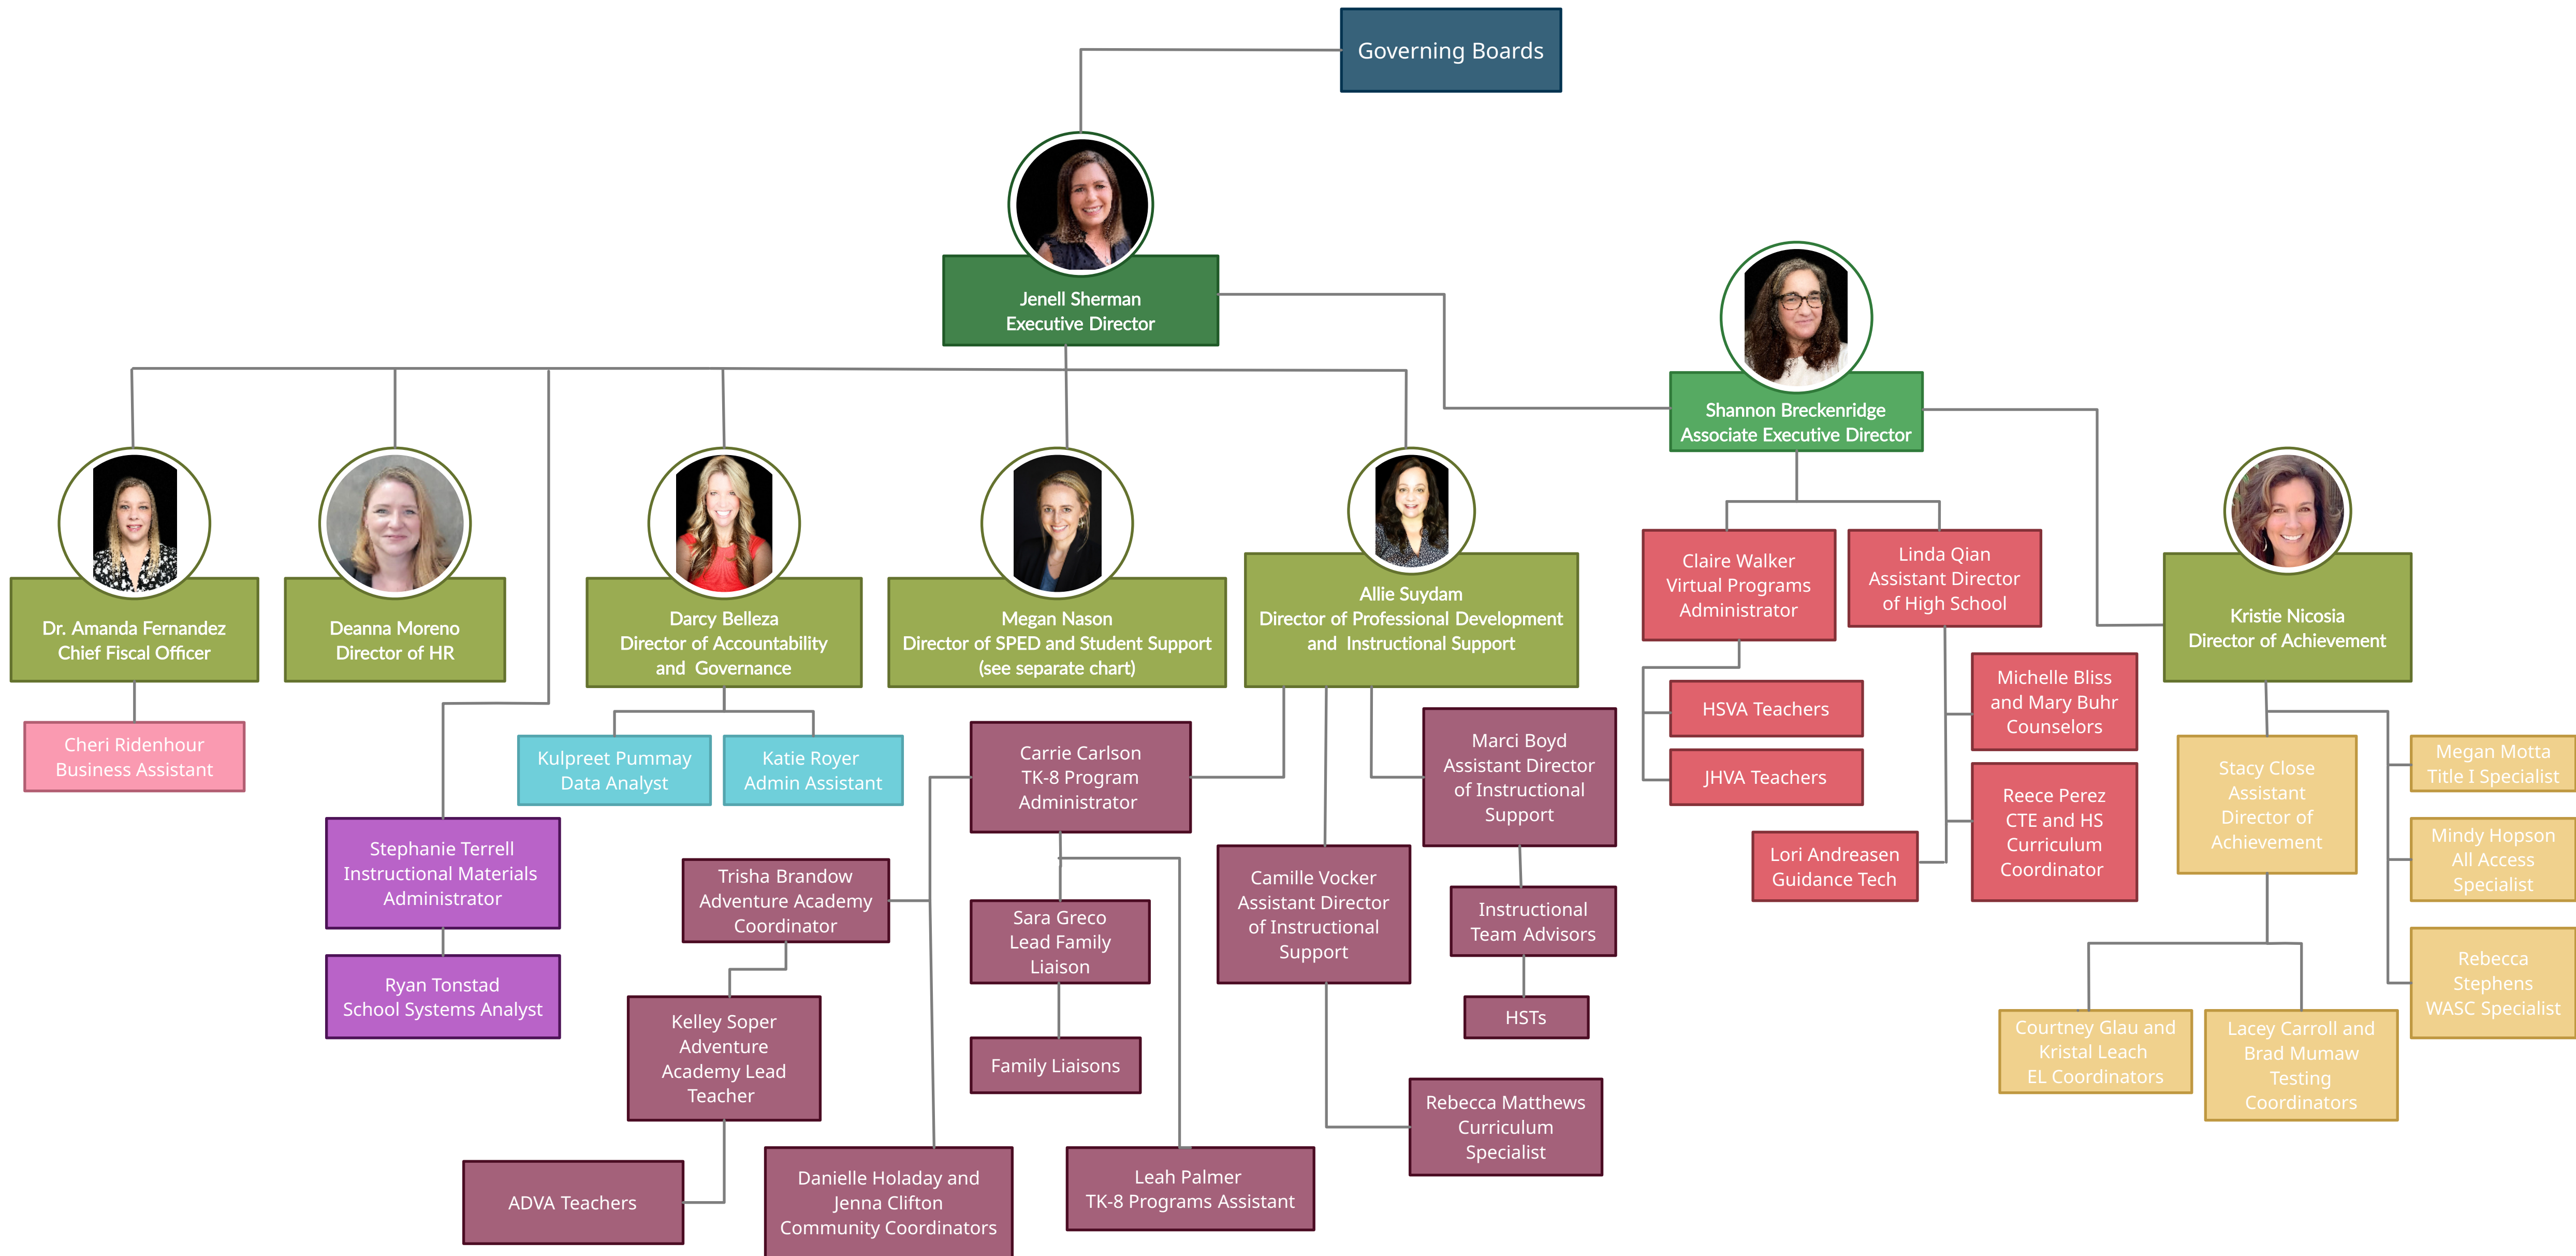 Governing Boards
Jenell Sherman
Executive Director
Shannon Breckenridge
Associate Executive Director
Dr. Amanda Fernandez
Chief Fiscal Officer
Deanna Moreno
Director of HR
Darcy Belleza
Director of Accountability
and Governance
Megan Nason
Director of SPED and Student Support
(see separate chart)
Allie Suydam
Director of Professional Development
and Instructional Support
Claire Walker
Virtual Programs
Administrator
Linda Qian
Assistant Director
of High School
Kristie Nicosia
Director of Achievement
Cheri Ridenhour
Business Assistant
Kulpreet Pummay
Data Analyst
Katie Royer
Admin Assistant
Carrie Carlson
TK-8 Program
Administrator
Marci Boyd
Assistant Director
of Instructional
Support
HSVA Teachers
JHVA Teachers
Michelle Bliss
and Mary Buhr
Counselors
Reece Perez
CTE and HS
Curriculum
Coordinator
Lori Andreasen
Guidance Tech
Stacy Close
Assistant
Director of
Achievement
Megan Motta
Title I Specialist
Mindy Hopson
All Access
Specialist
Rebecca
Stephens
WASC Specialist
Stephanie Terrell
Instructional Materials
Administrator
Ryan Tonstad
School Systems Analyst
Trisha Brandow
Adventure Academy
Coordinator
Sara Greco
Lead Family
Liaison
Camille Vocker
Assistant Director
of Instructional
Support
Instructional
Team Advisors
HSTs
Kelley Soper
Adventure
Academy Lead
Teacher
Family Liaisons
Courtney Glau and
Kristal Leach
EL Coordinators
Lacey Carroll and
Brad Mumaw
Testing
Coordinators
Rebecca Matthews
Curriculum
Specialist
ADVA Teachers
Danielle Holaday and
Jenna Clifton
Community Coordinators
Leah Palmer
TK-8 Programs Assistant